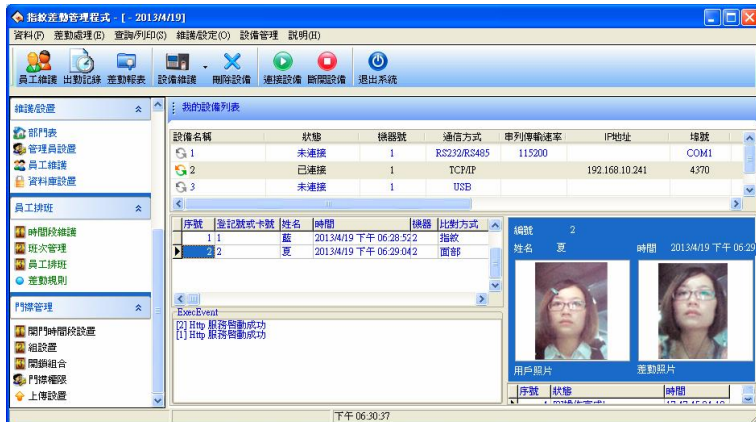 指紋差勤管理程式 - [ - 2013/4/19]
資料(F) 差勤處理(E) 查詢/列印(S) 維護/設定(O) 設備管理 說明(H)
員工維護 出勤記錄 差勤報表 設備維護 刪除設備 連接設備 斷開設備 退出系統
維護/設置
部門表
管理員設置
員工維護
資料庫設置
員工排班
時間段維護
班次管理
員工排班
差勤規則
門禁管理
開門時間段設置
組設置
開鎖組合
門禁權限
上傳設置
我的設備列表
設備名稱 狀態 機器號 通信方式 串列傳輸速率 IP地址 埠號
1 未連接 1 RS232/RS485 115200 COM1
2 已連接 1 TCP/IP 192.168.10.241 4370
3 未連接 1 USB
序號 登記號或卡號 姓名 時間 機器 比對方式
1 1 藍 2013/4/19 下午 06:28:52 2 指紋
2 2 夏 2013/4/19 下午 06:29:04 2 面部
ExecEvent
[2] Http 服務啓動成功
[1] Http 服務啓動成功
編號 2
姓名 夏 時間 2013/4/19 下午 06:29
用戶照片 差勤照片
序號 狀態 時間
下午 06:30:37